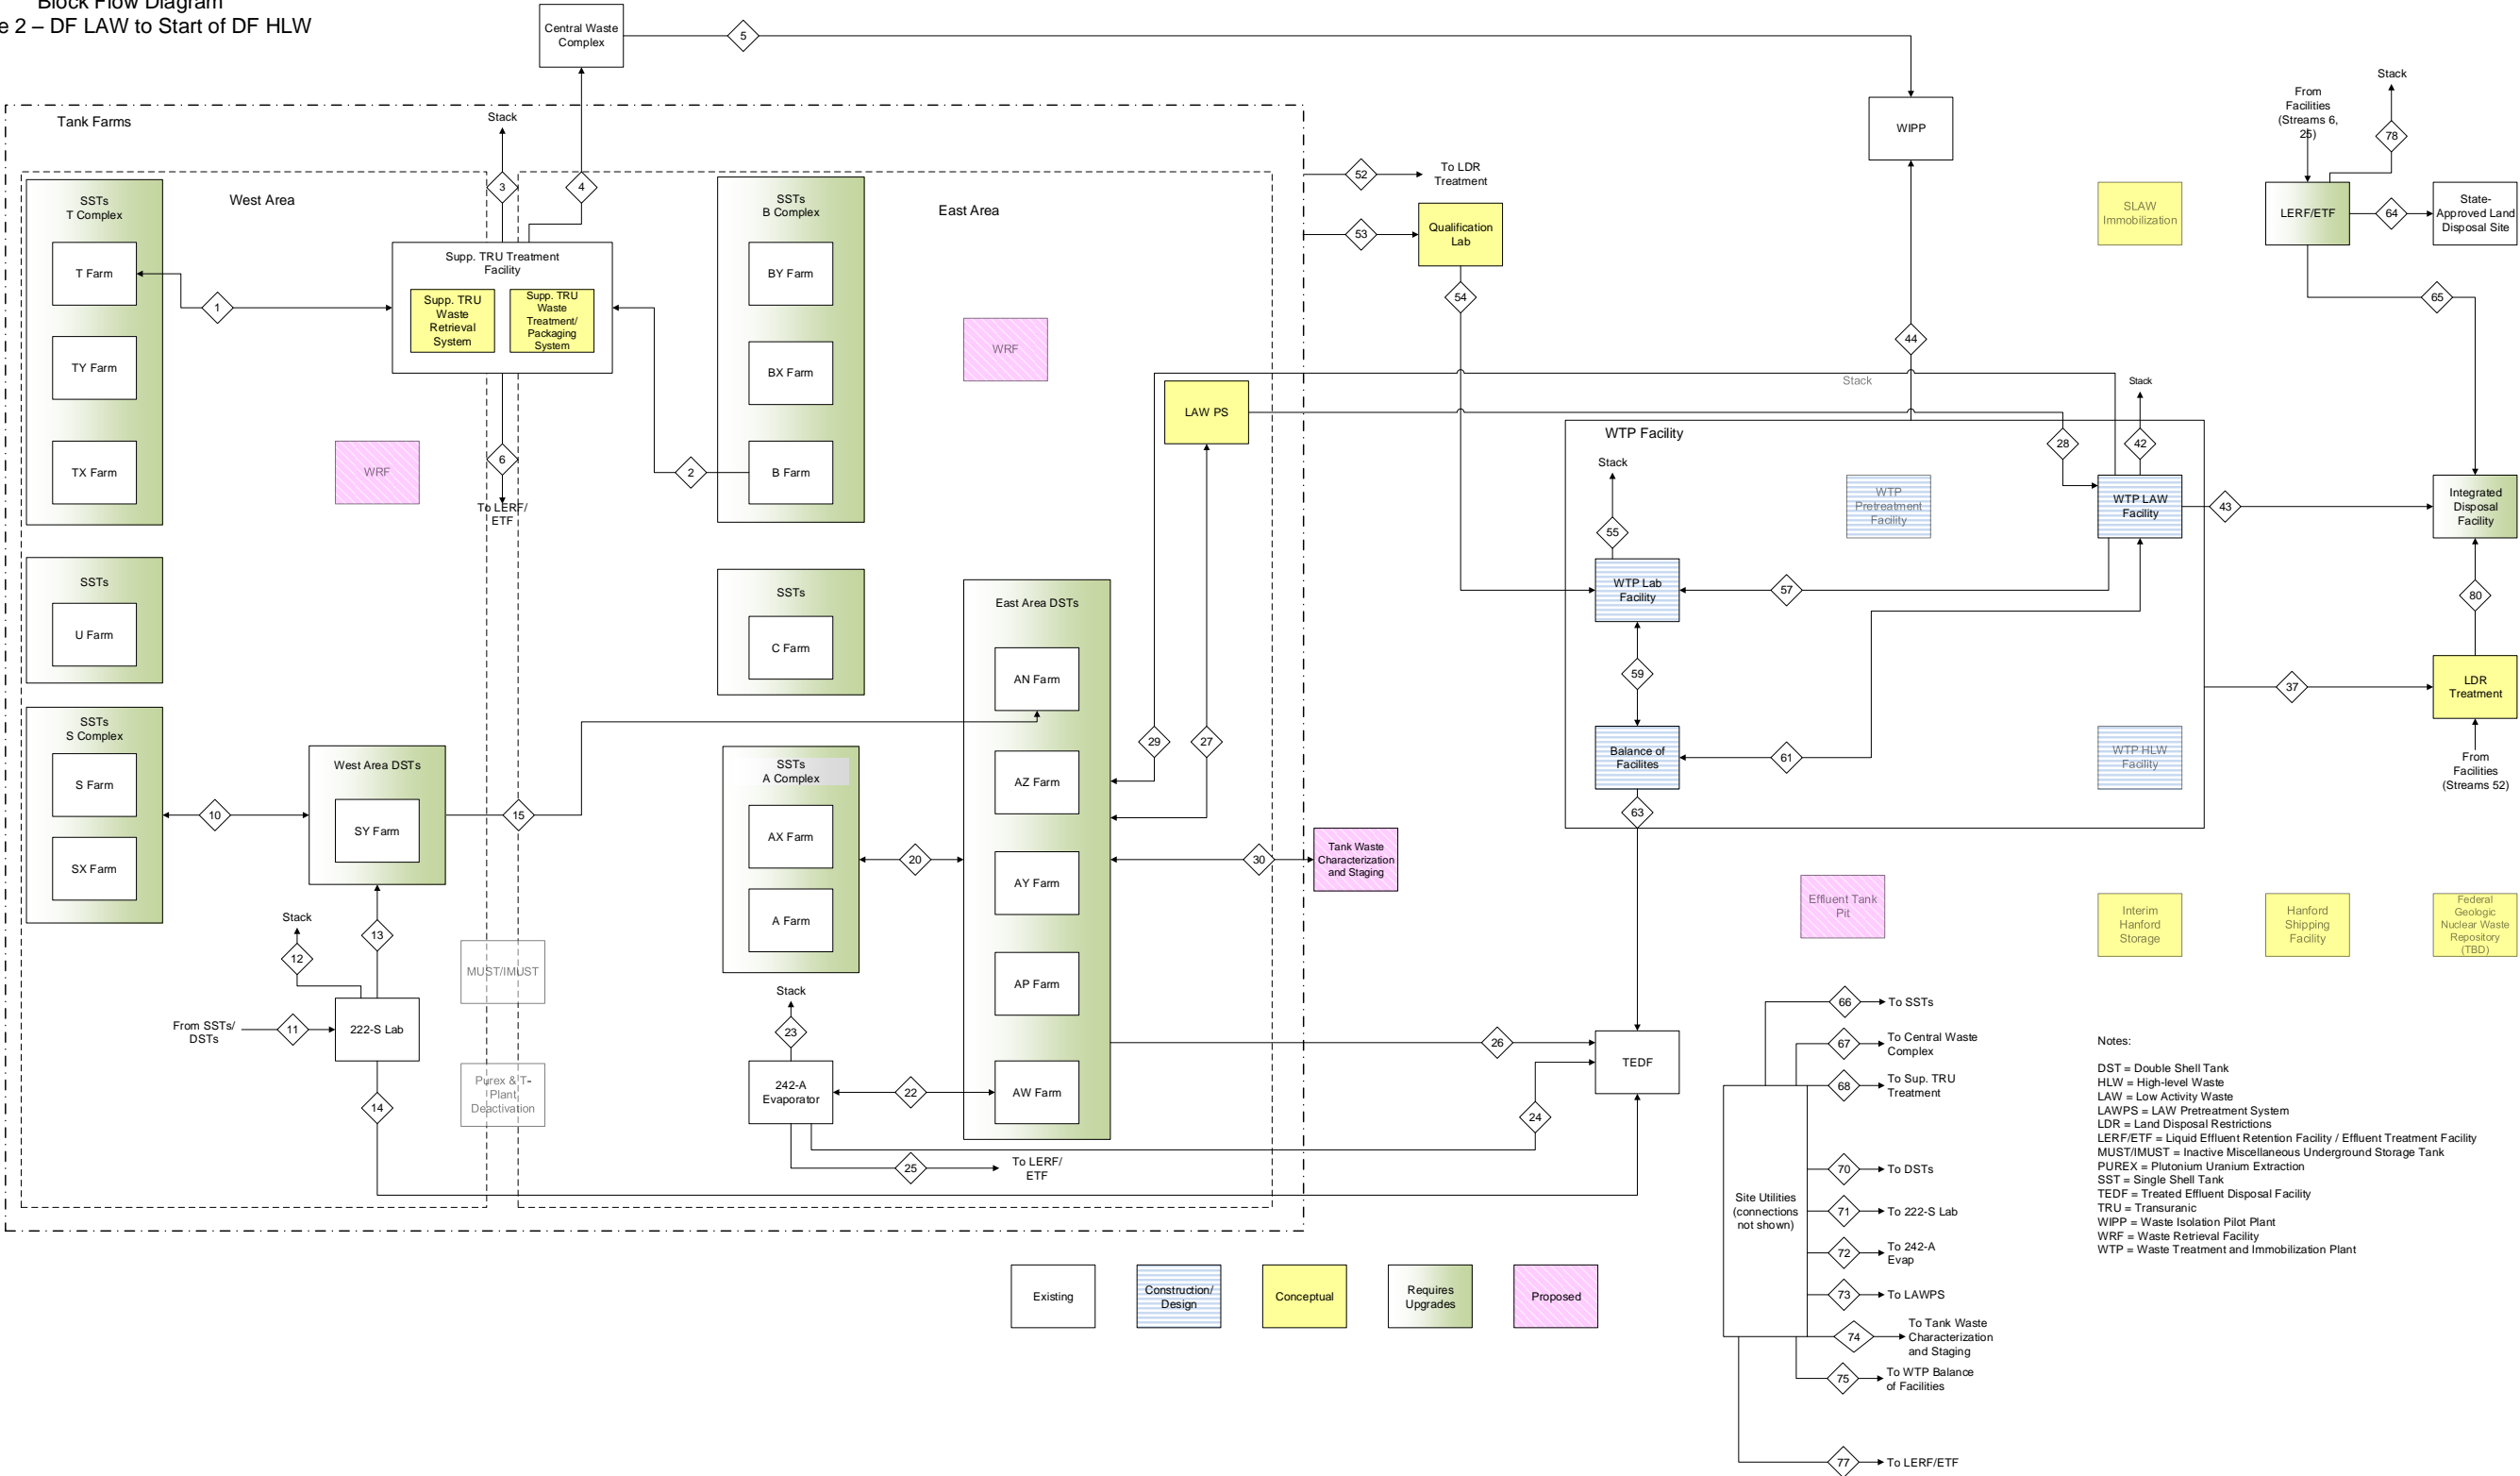 Block Flow Diagram
e 2 – DF LAW to Start of DF HLW
Central Waste
Complex
5
Tank Farms
Stack
3
4
West Area
East Area
SSTs
T Complex
T Farm
TY Farm
TX Farm
1
Supp. TRU Treatment
Facility
Supp. TRU
Waste
Retrieval
System
Supp. TRU
Waste
Treatment/
Packaging
System
6
To LERF/
ETF
WRF
2
SSTs
B Complex
BY Farm
BX Farm
B Farm
WRF
LAW PS
SSTs
U Farm
SSTs
C Farm
SSTs
S Complex
S Farm
SX Farm
10
West Area DSTs
SY Farm
15
13
Stack
12
From SSTs/
DSTs
11
222-S Lab
14
MUST/IMUST
Purex & T-
Plant
Deactivation
SSTs
A Complex
AX Farm
A Farm
20
East Area DSTs
AN Farm
AZ Farm
AY Farm
AP Farm
AW Farm
29
27
30
Tank Waste
Characterization
and Staging
Stack
23
242-A
Evaporator
22
25
To LERF/
ETF
26
24
TEDF
52
To LDR
Treatment
53
Qualification
Lab
54
WIPP
44
Stack
WTP Facility
Stack
55
WTP Lab
Facility
59
Balance of
Facilites
63
WTP
Pretreatment
Facility
57
61
28
Stack
42
WTP LAW
Facility
WTP HLW
Facility
43
37
SLAW
Immobilization
From
Facilities
(Streams 6,
25)
Stack
78
LERF/ETF
64
State-
Approved Land
Disposal Site
65
Integrated
Disposal
Facility
80
LDR
Treatment
From
Facilities
(Streams 52)
Effluent Tank
Pit
Interim
Hanford
Storage
Hanford
Shipping
Facility
Federal
Geologic
Nuclear Waste
Repository
(TBD)
Site Utilities
(connections
not shown)
66
To SSTs
67
To Central Waste
Complex
68
To Sup. TRU
Treatment
70
To DSTs
71
To 222-S Lab
72
To 242-A
Evap
73
To LAWPS
74
To Tank Waste
Characterization
and Staging
75
To WTP Balance
of Facilities
77
To LERF/ETF
Notes:
DST = Double Shell Tank
HLW = High-level Waste
LAW = Low Activity Waste
LAWPS = LAW Pretreatment System
LDR = Land Disposal Restrictions
LERF/ETF = Liquid Effluent Retention Facility / Effluent Treatment Facility
MUST/IMUST = Inactive Miscellaneous Underground Storage Tank
PUREX = Plutonium Uranium Extraction
SST = Single Shell Tank
TEDF = Treated Effluent Disposal Facility
TRU = Transuranic
WIPP = Waste Isolation Pilot Plant
WRF = Waste Retrieval Facility
WTP = Waste Treatment and Immobilization Plant
Existing
Construction/
Design
Conceptual
Requires
Upgrades
Proposed